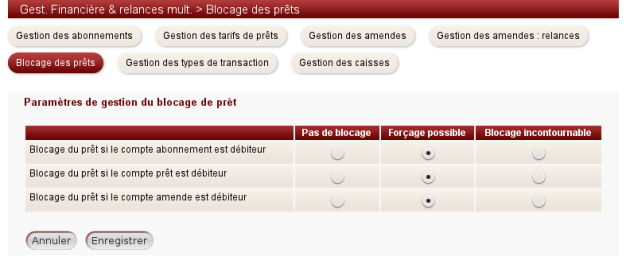 Gest. Financière & relances mult. > Blocage des prêts
Gestion des abonnements Gestion des tarifs de prêts Gestion des amendes Gestion des amendes : relances
Blocage des prêts Gestion des types de transaction Gestion des caisses
Paramètres de gestion du blocage de prêt
Pas de blocage Forçage possible Blocage incontournable
Blocage du prêt si le compte abonnement est débiteur
Blocage du prêt si le compte prêt est débiteur
Blocage du prêt si le compte amende est débiteur
Annuler Enregistrer